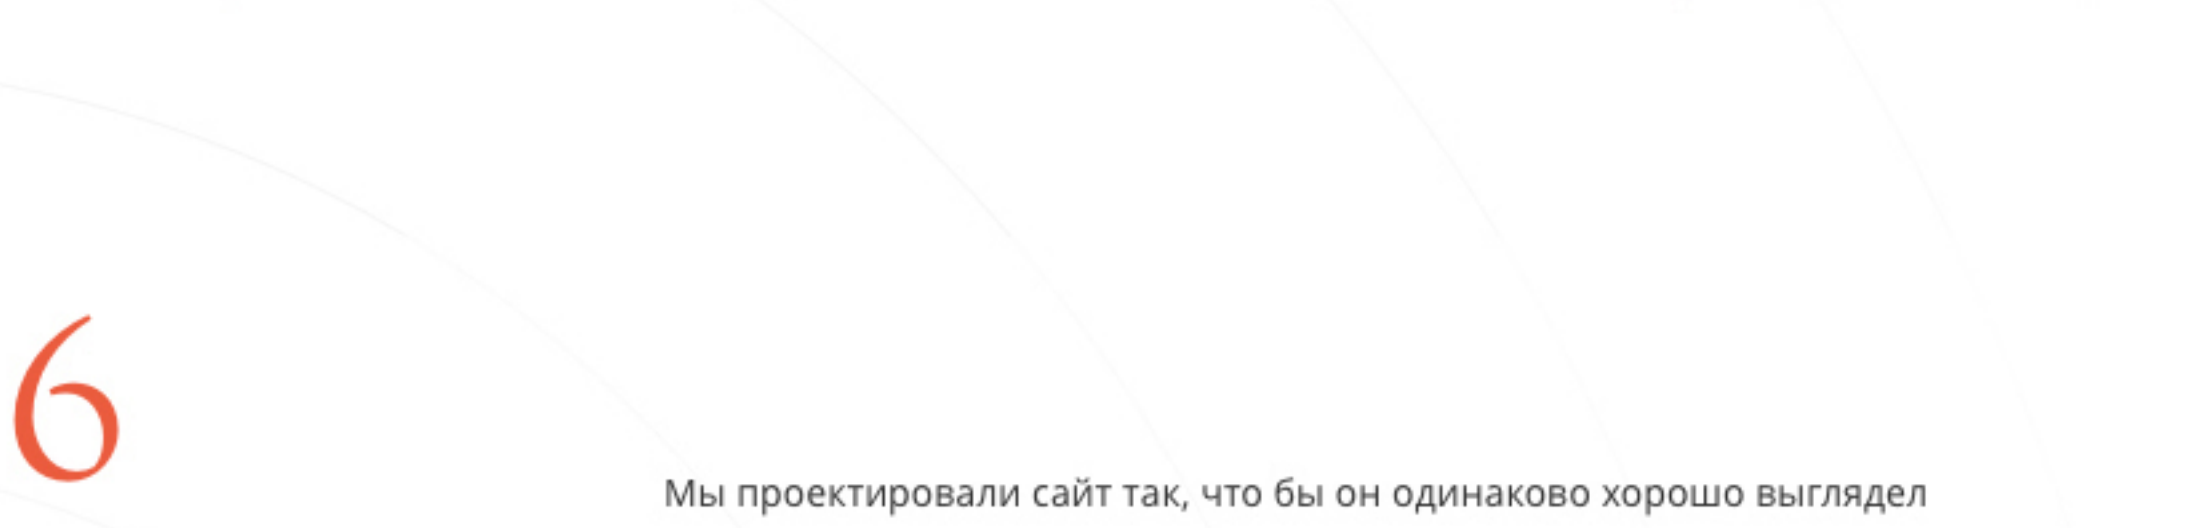 6
Мы проектировали сайт так, что бы он одинаково хорошо выглядел